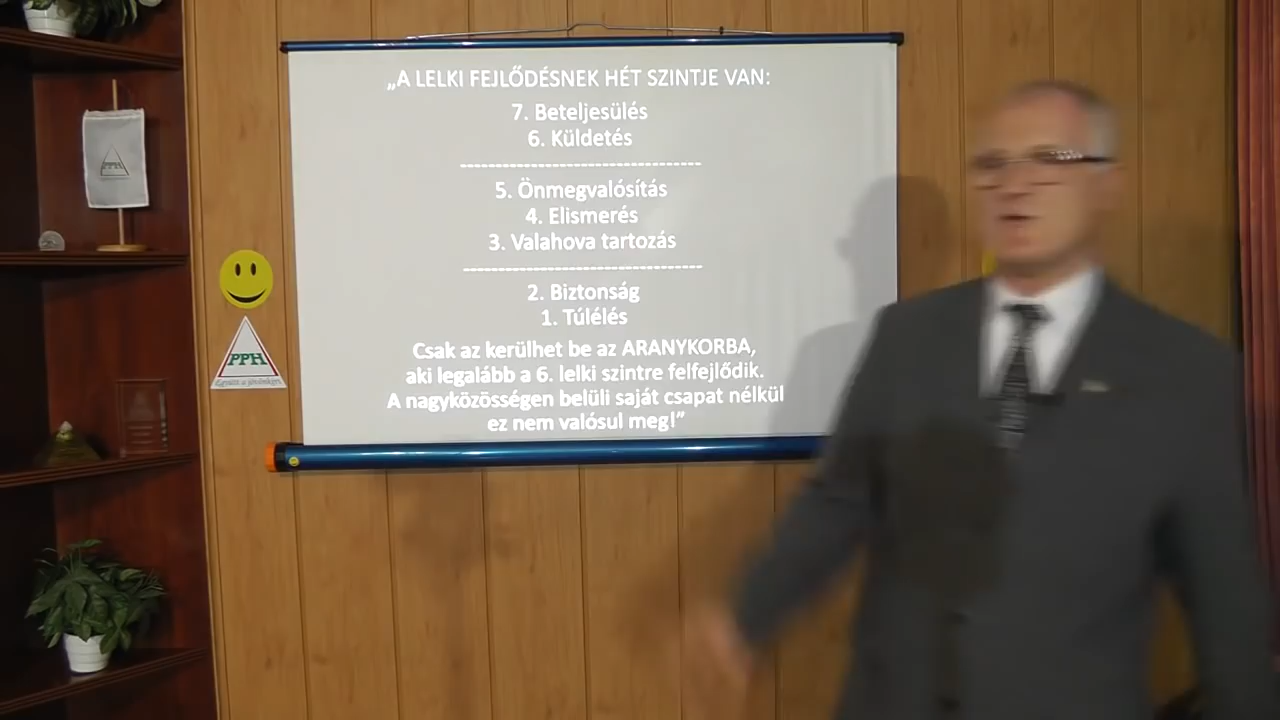 „A LELKI FEJLŐDÉSNEK HÉT SZINTJE VAN:
7. Beteljesülés
6. Küldetés
----------------------------------
5. Önmegvalósítás
4. Elismerés
3. Valahova tartozás
----------------------------------
2. Biztonság
1. Túlélés
Csak az kerülhet be az ARANYKORBA,
aki legalább a 6. lelki szintre felfejlődik.
A nagyközösségen belüli saját csapat nélkül
ez nem valósul meg!”
PPH
PPH